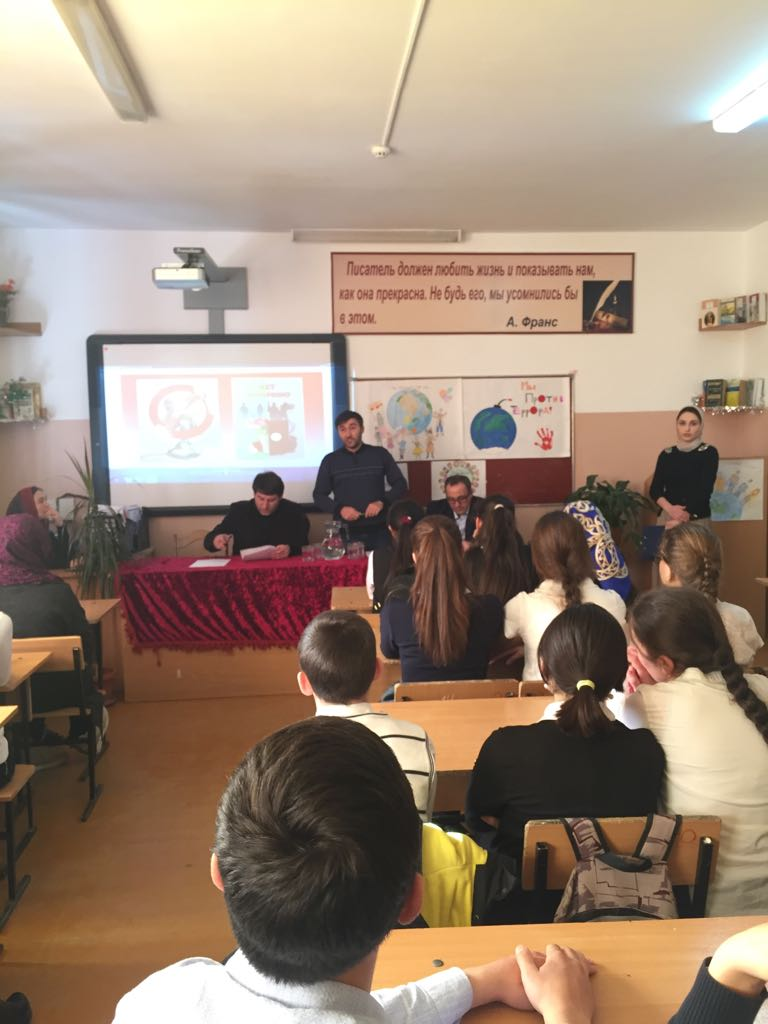 Писатель должен любить жизнь и показывать нам,
как она прекрасна. Не будь его, мы усомнились бы
в этом.
А. Франс
Мы
Против
Террора!